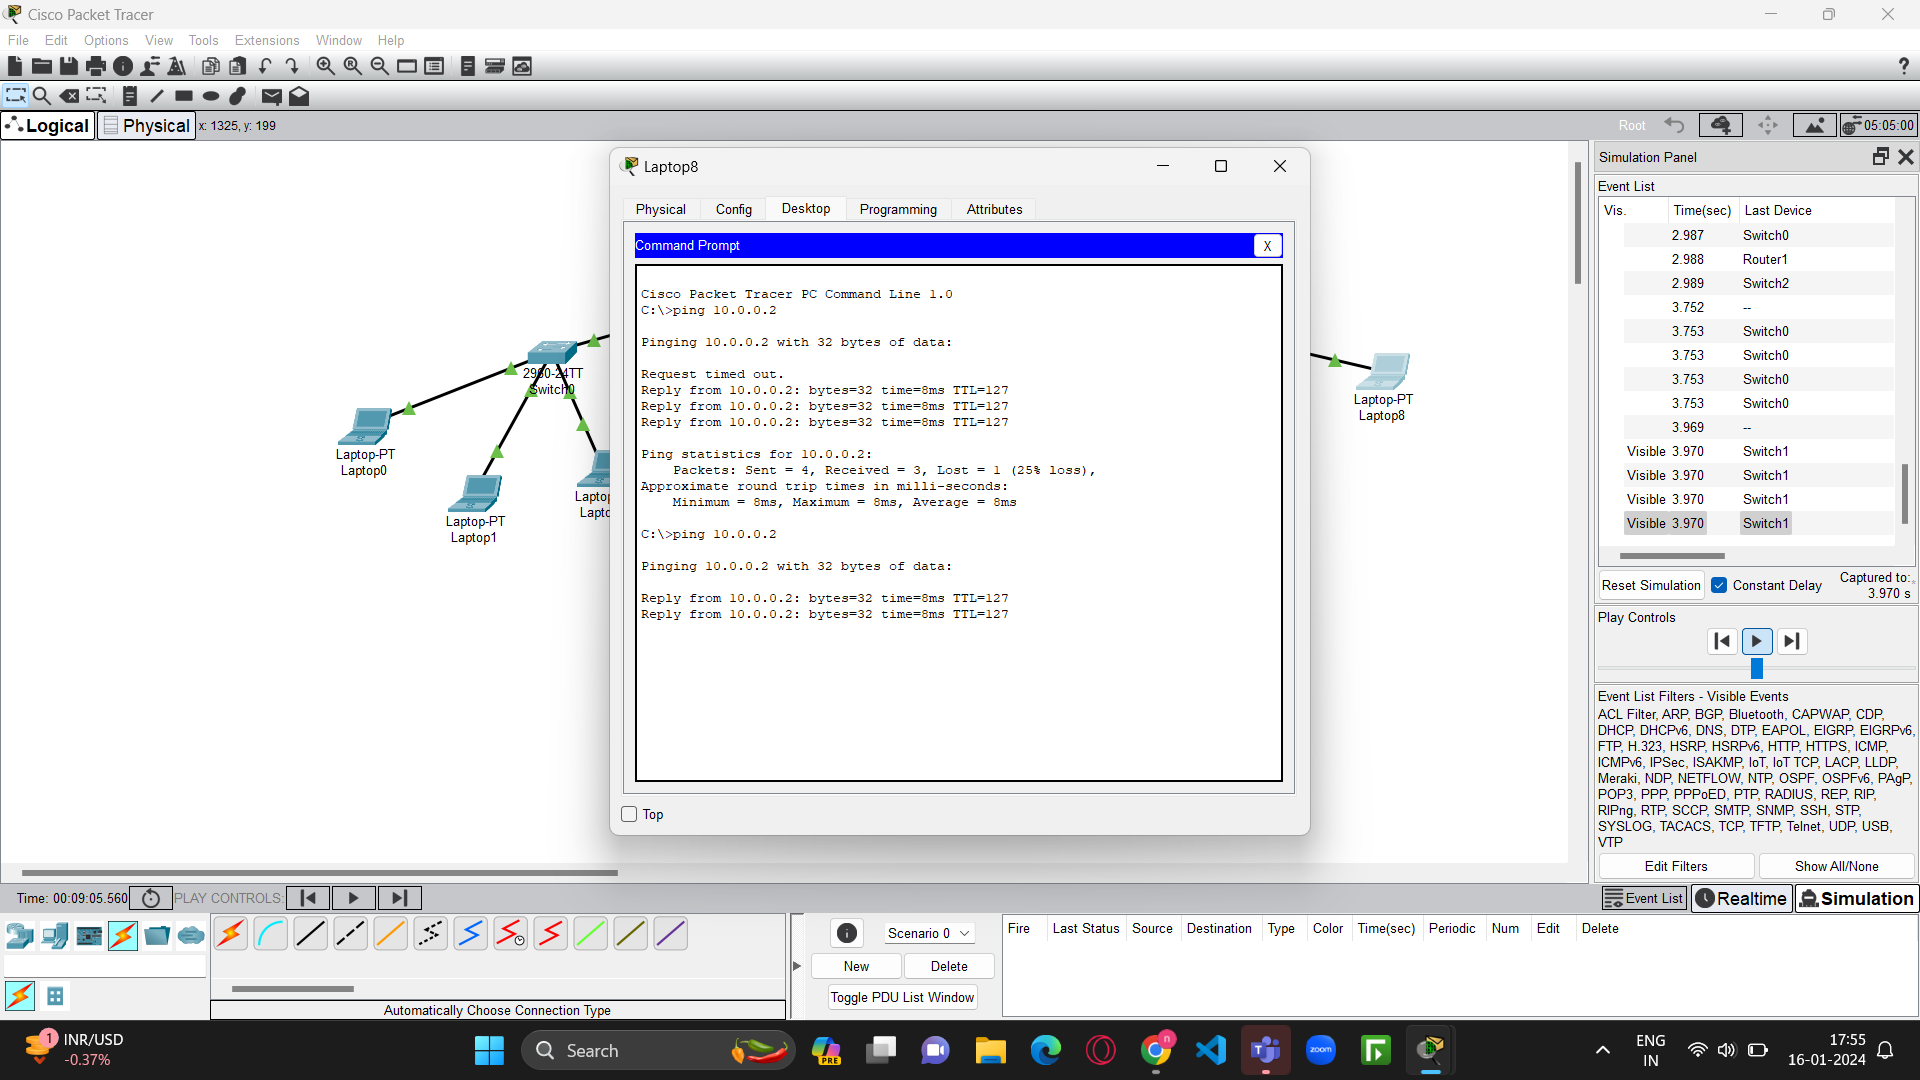 Cisco Packet Tracer
File Edit Options View Tools Extensions Window Help
?
Logical Physical x: 1325, y: 199 Root 05:05:00
2960-24TT
Switch0
Laptop-PT
Laptop0
Laptop-PT
Laptop1
Laptop8
Physical Config Desktop Programming Attributes
Command Prompt X
Cisco Packet Tracer PC Command Line 1.0
C:\>ping 10.0.0.2
Pinging 10.0.0.2 with 32 bytes of data:
Request timed out.
Reply from 10.0.0.2: bytes=32 time=8ms TTL=127
Reply from 10.0.0.2: bytes=32 time=8ms TTL=127
Reply from 10.0.0.2: bytes=32 time=8ms TTL=127
Ping statistics for 10.0.0.2:
Packets: Sent = 4, Received = 3, Lost = 1 (25% loss),
Approximate round trip times in milli-seconds:
Minimum = 8ms, Maximum = 8ms, Average = 8ms
C:\>ping 10.0.0.2
Pinging 10.0.0.2 with 32 bytes of data:
Reply from 10.0.0.2: bytes=32 time=8ms TTL=127
Reply from 10.0.0.2: bytes=32 time=8ms TTL=127
Top
Laptop-PT
Laptop8
Simulation Panel
Event List
Vis. Time(sec) Last Device
2.987 Switch0
2.988 Router1
2.989 Switch2
3.752 --
3.753 Switch0
3.753 Switch0
3.753 Switch0
3.753 Switch0
3.969 --
Visible 3.970 Switch1
Visible 3.970 Switch1
Visible 3.970 Switch1
Visible 3.970 Switch1
Reset Simulation Constant Delay Captured to:
3.970 s
Play Controls
Event List Filters - Visible Events
ACL Filter, ARP, BGP, Bluetooth, CAPWAP, CDP,
DHCP, DHCPv6, DNS, DTP, EAPOL, EIGRP, EIGRPv6,
FTP, H.323, HSRP, HSRPv6, HTTP, HTTPS, ICMP,
ICMPv6, IPSec, ISAKMP, IoT, IoT TCP, LACP, LLDP,
Meraki, NDP, NETFLOW, NTP, OSPF, OSPFv6, PAgP,
POP3, PPP, PPPoED, PTP, RADIUS, REP, RIP,
RIPng, RTP, SCCP, SMTP, SNMP, SSH, STP,
SYSLOG, TACACS, TCP, TFTP, Telnet, UDP, USB,
VTP
Edit Filters Show All/None
Time: 00:09:05.560 PLAY CONTROLS: Event List Realtime Simulation
Scenario 0
New Delete
Toggle PDU List Window
Fire Last Status Source Destination Type Color Time(sec) Periodic Num Edit Delete
Automatically Choose Connection Type
1 INR/USD
-0.37%
Search
PRE
n
zoom
ENG
IN
17:55
16-01-2024